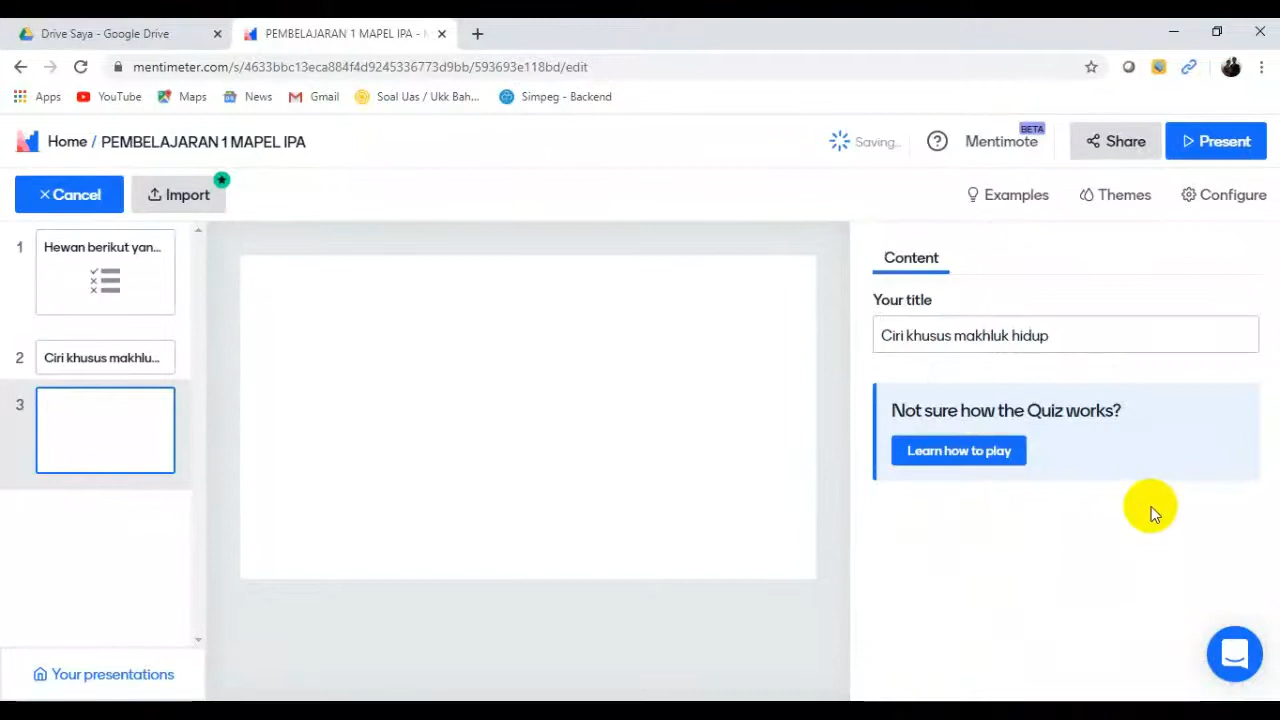 Drive Saya - Google Drive
PEMBELAJARAN 1 MAPEL IPA - M
mentimeter.com/s/4633bbc13eca884f4d9245336773d9bb/593693e118bd/edit
Apps YouTube Maps News Gmail Soal Uas / Ukk Bah... Simpeg - Backend
Home / PEMBELAJARAN 1 MAPEL IPA
Saving..
Mentimote
BETA
Share
Present
Cancel
Import
Examples
Themes
Configure
1
Hewan berikut yan...
2
Ciri khusus makhlu...
3
Content
Your title
Ciri khusus makhluk hidup
Not sure how the Quiz works?
Learn how to play
Your presentations